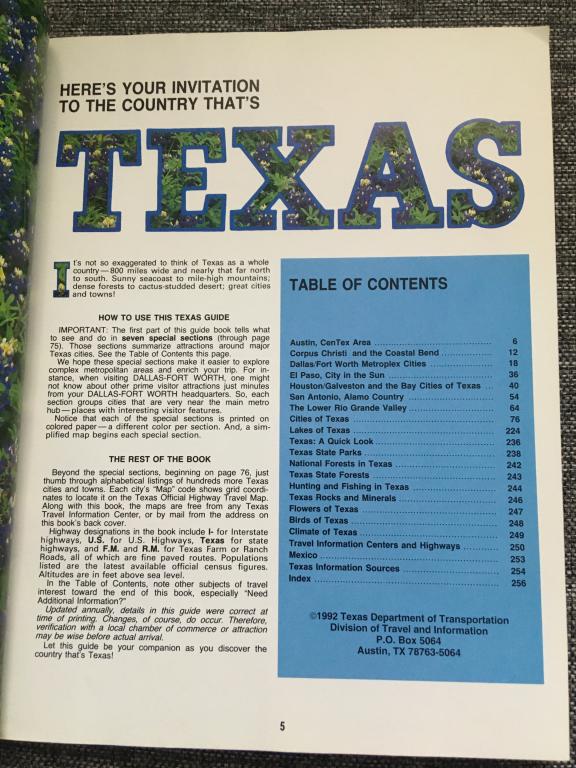 HERE'S YOUR INVITATION
TO THE COUNTRY THAT'S
TEXAS
It's not so exaggerated to think of Texas as a whole
country — 800 miles wide and nearly that far north
to south. Sunny seacoast to mile-high mountains;
dense forests to cactus-studded desert; great cities
and towns!
HOW TO USE THIS TEXAS GUIDE
IMPORTANT: The first part of this guide book tells what
to see and do in seven special sections (through page
75). Those sections summarize attractions around major
Texas cities. See the Table of Contents this page.
We hope these special sections make it easier to explore
complex metropolitan areas and enrich your trip. For in-
stance, when visiting DALLAS-FORT WORTH, one might
not know about other prime visitor attractions just minutes
from your DALLAS-FORT WORTH headquarters. So, each
section groups cities that are very near the main metro
hub — places with interesting visitor features.
Notice that each of the special sections is printed on
colored paper — a different color per section. And, a sim-
plified map begins each special section.
THE REST OF THE BOOK
Beyond the special sections, beginning on page 76, just
thumb through alphabetical listings of hundreds more Texas
cities and towns. Each city's "Map" code shows grid coordi-
nates to locate it on the Texas Official Highway Travel Map.
Along with this book, the maps are free from any Texas
Travel Information Center, or by mail from the address on
this book's back cover.
Highway designations in the book include I- for Interstate
highways, U.S. for U.S. Highways, Texas for state
highways, and F.M. and R.M. for Texas Farm or Ranch
Roads, all of which are fine paved routes. Populations
listed are the latest available official census figures.
Altitudes are in feet above sea level.
In the Table of Contents, note other subjects of travel
interest toward the end of this book, especially "Need
Additional Information?"
Updated annually, details in this guide were correct at
time of printing. Changes, of course, do occur. Therefore,
verification with a local chamber of commerce or attraction
may be wise before actual arrival.
Let this guide be your companion as you discover the
country that's Texas!
TABLE OF CONTENTS
Austin, CenTex Area 6
Corpus Christi and the Coastal Bend 12
Dallas/Fort Worth Metroplex Cities 18
El Paso, City in the Sun 36
Houston/Galveston and the Bay Cities of Texas 40
San Antonio, Alamo Country 54
The Lower Rio Grande Valley 64
Cities of Texas 76
Lakes of Texas 224
Texas: A Quick Look 236
Texas State Parks 238
National Forests in Texas 242
Texas State Forests 243
Hunting and Fishing in Texas 244
Texas Rocks and Minerals 246
Flowers of Texas 247
Birds of Texas 248
Climate of Texas 249
Travel Information Centers and Highways 250
Mexico 253
Texas Information Sources 254
Index 256
©1992 Texas Department of Transportation
Division of Travel and Information
P.O. Box 5064
Austin, TX 78763-5064
5